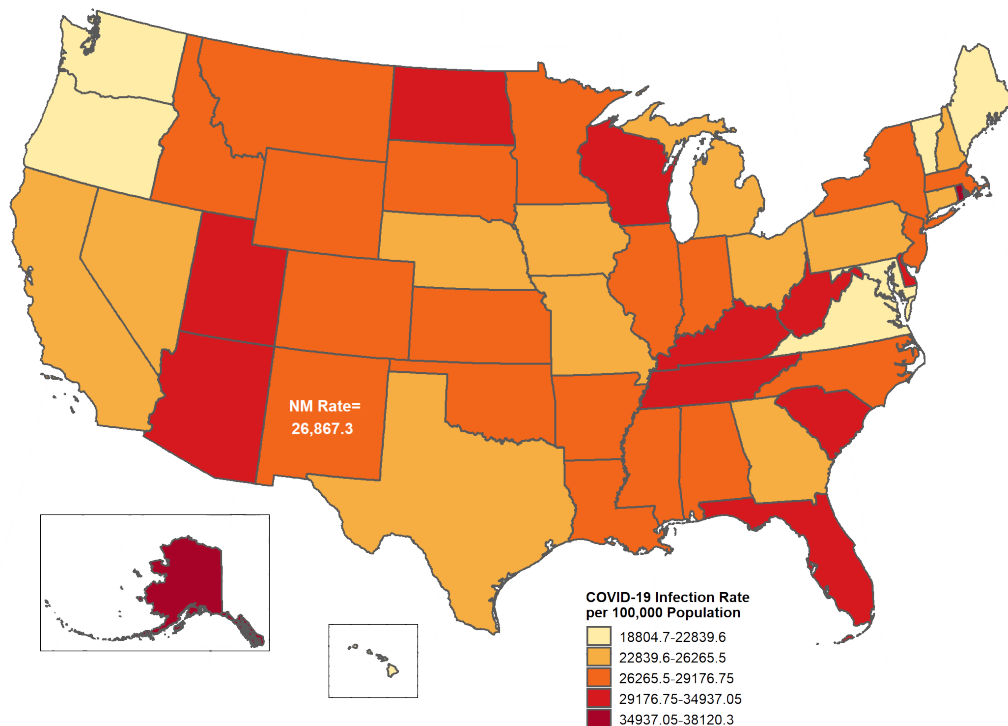 NM Rate=
26,867.3
COVID-19 Infection Rate
per 100,000 Population
18804.7-22839.6
22839.6-26265.5
26265.5-29176.75
29176.75-34937.05
34937.05-38120.3